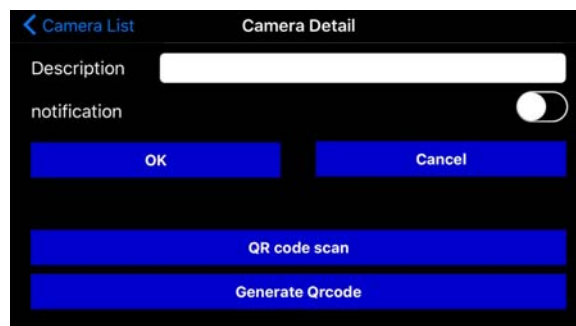 Camera List Camera Detail
Description
notification
OK Cancel
QR code scan
Generate Qrcode